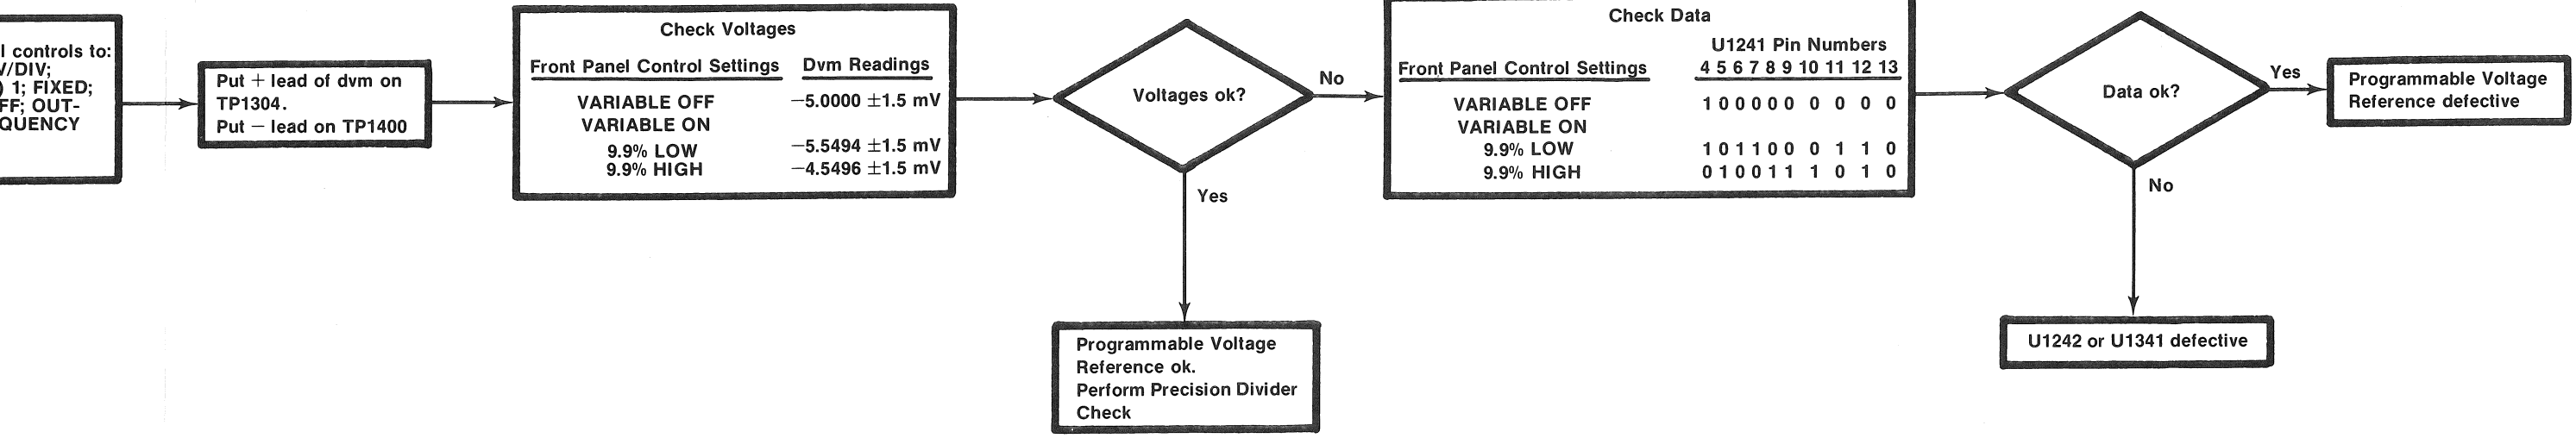 l controls to:
V/DIV;
) 1; FIXED;
FF; OUT-
QUENCY
Put + lead of dvm on
TP1304.
Put − lead on TP1400
Check Voltages
Front Panel Control Settings Dvm Readings
VARIABLE OFF −5.0000 ±1.5 mV
VARIABLE ON
9.9% LOW −5.5494 ±1.5 mV
9.9% HIGH −4.5496 ±1.5 mV
Voltages ok?
No
Yes
Programmable Voltage
Reference ok.
Perform Precision Divider
Check
Check Data
U1241 Pin Numbers
Front Panel Control Settings 4 5 6 7 8 9 10 11 12 13
VARIABLE OFF 1 0 0 0 0 0 0 0 0 0
VARIABLE ON
9.9% LOW 1 0 1 1 0 0 0 1 1 0
9.9% HIGH 0 1 0 0 1 1 1 0 1 0
Data ok?
Yes
No
Programmable Voltage
Reference defective
U1242 or U1341 defective